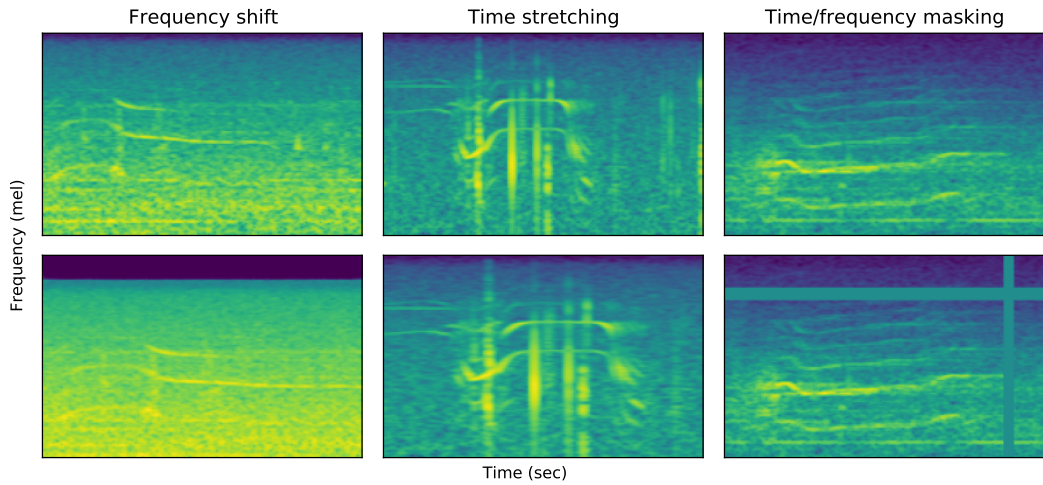 Frequency shift
Time stretching
Time/frequency masking
Frequency (mel)
Time (sec)